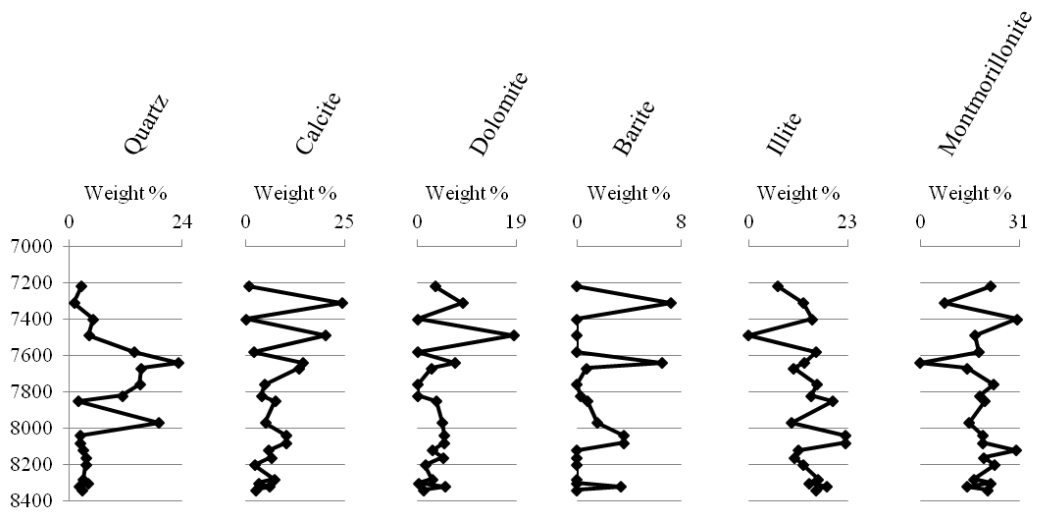 Quartz Calcite Dolomite Barite Illite Montmorillonite
Weight % Weight % Weight % Weight % Weight % Weight %
0 24 0 25 0 19 0 8 0 23 0 31
7000
7200
7400
7600
7800
8000
8200
8400